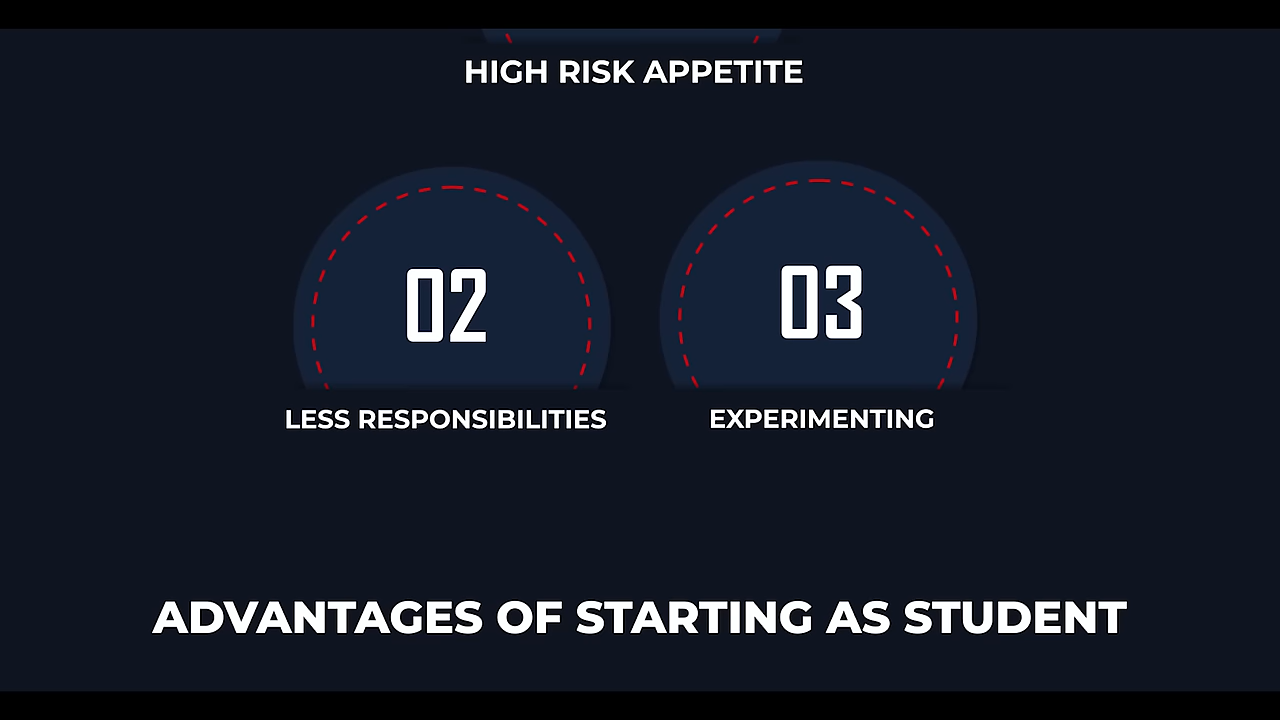 HIGH RISK APPETITE
02
03
LESS RESPONSIBILITIES
EXPERIMENTING
ADVANTAGES OF STARTING AS STUDENT